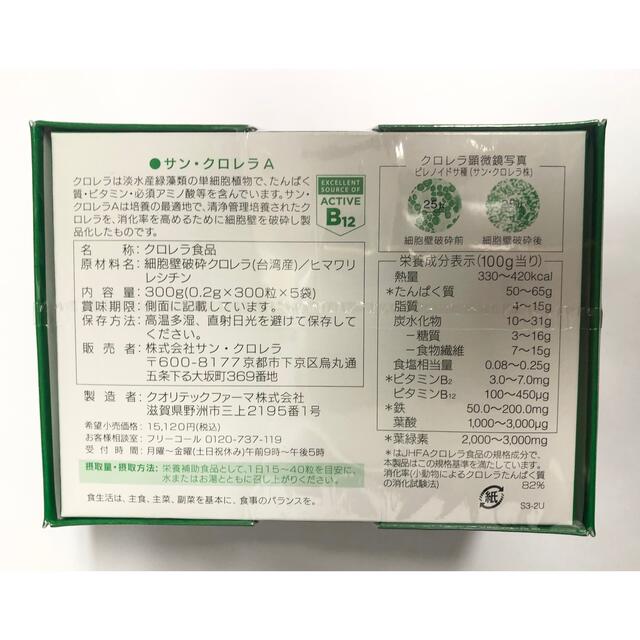 ●サン・クロレラA
クロレラは淡水産緑藻類の単細胞植物で、たんぱく
質・ビタミン・必須アミノ酸等を含んでいます。サン・
クロレラAは培養の最適地で、清浄管理培養されたク
ロレラを、消化率を高めるために細胞壁を破砕し製
品化したものです。
EXCELLENT
SOURCE OF
ACTIVE
B12
名 称:クロレラ食品
原材料名:細胞壁破砕クロレラ(台湾産)/ヒマワリ
レシチン
内 容 量:300g(0.2g×300粒×5袋)
賞味期限:側面に記載しています。
保存方法:高温多湿、直射日光を避けて保存して
ください。
販 売 者:株式会社サン・クロレラ
〒600-8177京都市下京区烏丸通
五条下る大坂町369番地
製 造 者:クオリテックファーマ株式会社
滋賀県野洲市三上2195番1号
希望小売価格:15,120円(税込)
お客様相談室:フリーコール 0120-737-119
受 付 時 間:月曜~金曜(土日祝休み)午前9時~午後5時
摂取量・摂取方法:栄養補助食品として、1日15~40粒を目安に、
水またはお湯とともに召し上がりください。
食生活は、主食、主菜、副菜を基本に、食事のバランスを。
クロレラ顕微镜写真
ピレノイドサ種(サン・クロレラ株)
細胞壁破砕前
細胞壁破砕後
栄養成分表示(100g当り)
熱量 330~420kcal
*たんぱく質 50~65g
脂質 4~15g
炭水化物 10~31g
-糖質 3~16g
-食物繊維 7~15g
食塩相当量 0.08~0.25g
*ビタミンB2 3.0~7.0mg
ビタミンB12 100~450μg
*鉄 50.0~200.0mg
葉酸 1,000~3,000μg
*葉緑素 2,000~3,000mg
*はJHFAクロレラ食品の規格成分で、
本製品はこの規格基準を満たしています。
消化率(小動物によるクロレラたんぱく質
の消化試験法) 82%
紙
S3-2U